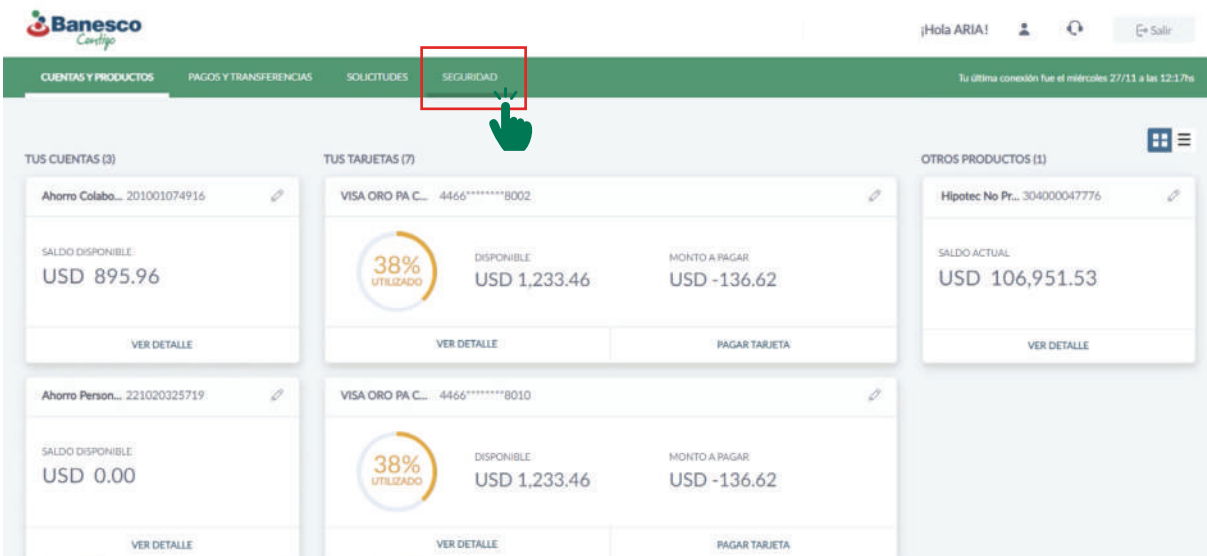 Banesco
Contigo
¡Hola ARIA!
Salir
CUENTAS Y PRODUCTOS PAGOS Y TRANSFERENCIAS SOLICITUDES SEGURIDAD
Tu última conexión fue el miércoles 27/11 a las 12:17hs
TUS CUENTAS (3)
TUS TARJETAS (7)
OTROS PRODUCTOS (1)
Ahorro Colabo... 201001074916
VISA ORO PA C... 4466********8002
Hipotec No Pr... 304000047776
SALDO DISPONIBLE
USD 895.96
38%
UTILIZADO
DISPONIBLE
USD 1,233.46
MONTO A PAGAR
USD -136.62
SALDO ACTUAL
USD 106,951.53
VER DETALLE
VER DETALLE
PAGAR TARJETA
VER DETALLE
Ahorro Person... 221020325719
VISA ORO PA C... 4466********8010
SALDO DISPONIBLE
USD 0.00
38%
UTILIZADO
DISPONIBLE
USD 1,233.46
MONTO A PAGAR
USD -136.62
VER DETALLE
VER DETALLE
PAGAR TARJETA